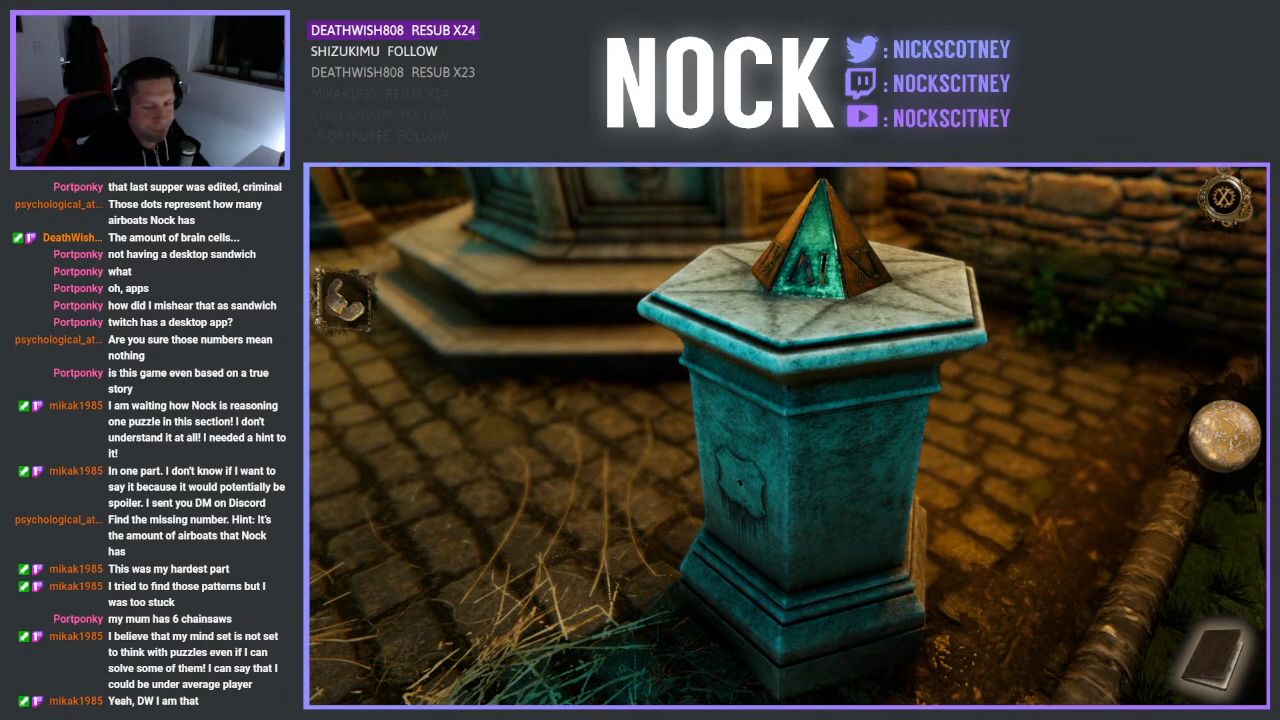 DEATHWISH808 RESUB X24
SHIZUKIMU FOLLOW
DEATHWISH808 RESUB X23
MIKAK1985 RESUB X14
NOCK
: NICKSCOTNEY
: NOCKSCITNEY
: NOCKSCITNEY
Portponky that last supper was edited, criminal
psychological_at... Those dots represent how many
airboats Nock has
DeathWish... The amount of brain cells...
Portponky not having a desktop sandwich
Portponky what
Portponky oh, apps
Portponky how did I mishear that as sandwich
Portponky twitch has a desktop app?
psychological_at... Are you sure those numbers mean
nothing
Portponky is this game even based on a true
story
mikak1985 I am waiting how Nock is reasoning
one puzzle in this section! I don't
understand it at all! I needed a hint to
it!
mikak1985 In one part. I don't know if I want to
say it because it would potentially be
spoiler. I sent you DM on Discord
psychological_at... Find the missing number. Hint: It's
the amount of airboats that Nock
has
mikak1985 This was my hardest part
mikak1985 I tried to find those patterns but I
was too stuck
Portponky my mum has 6 chainsaws
mikak1985 I believe that my mind set is not set
to think with puzzles even if I can
solve some of them! I can say that I
could be under average player
mikak1985 Yeah, DW I am that